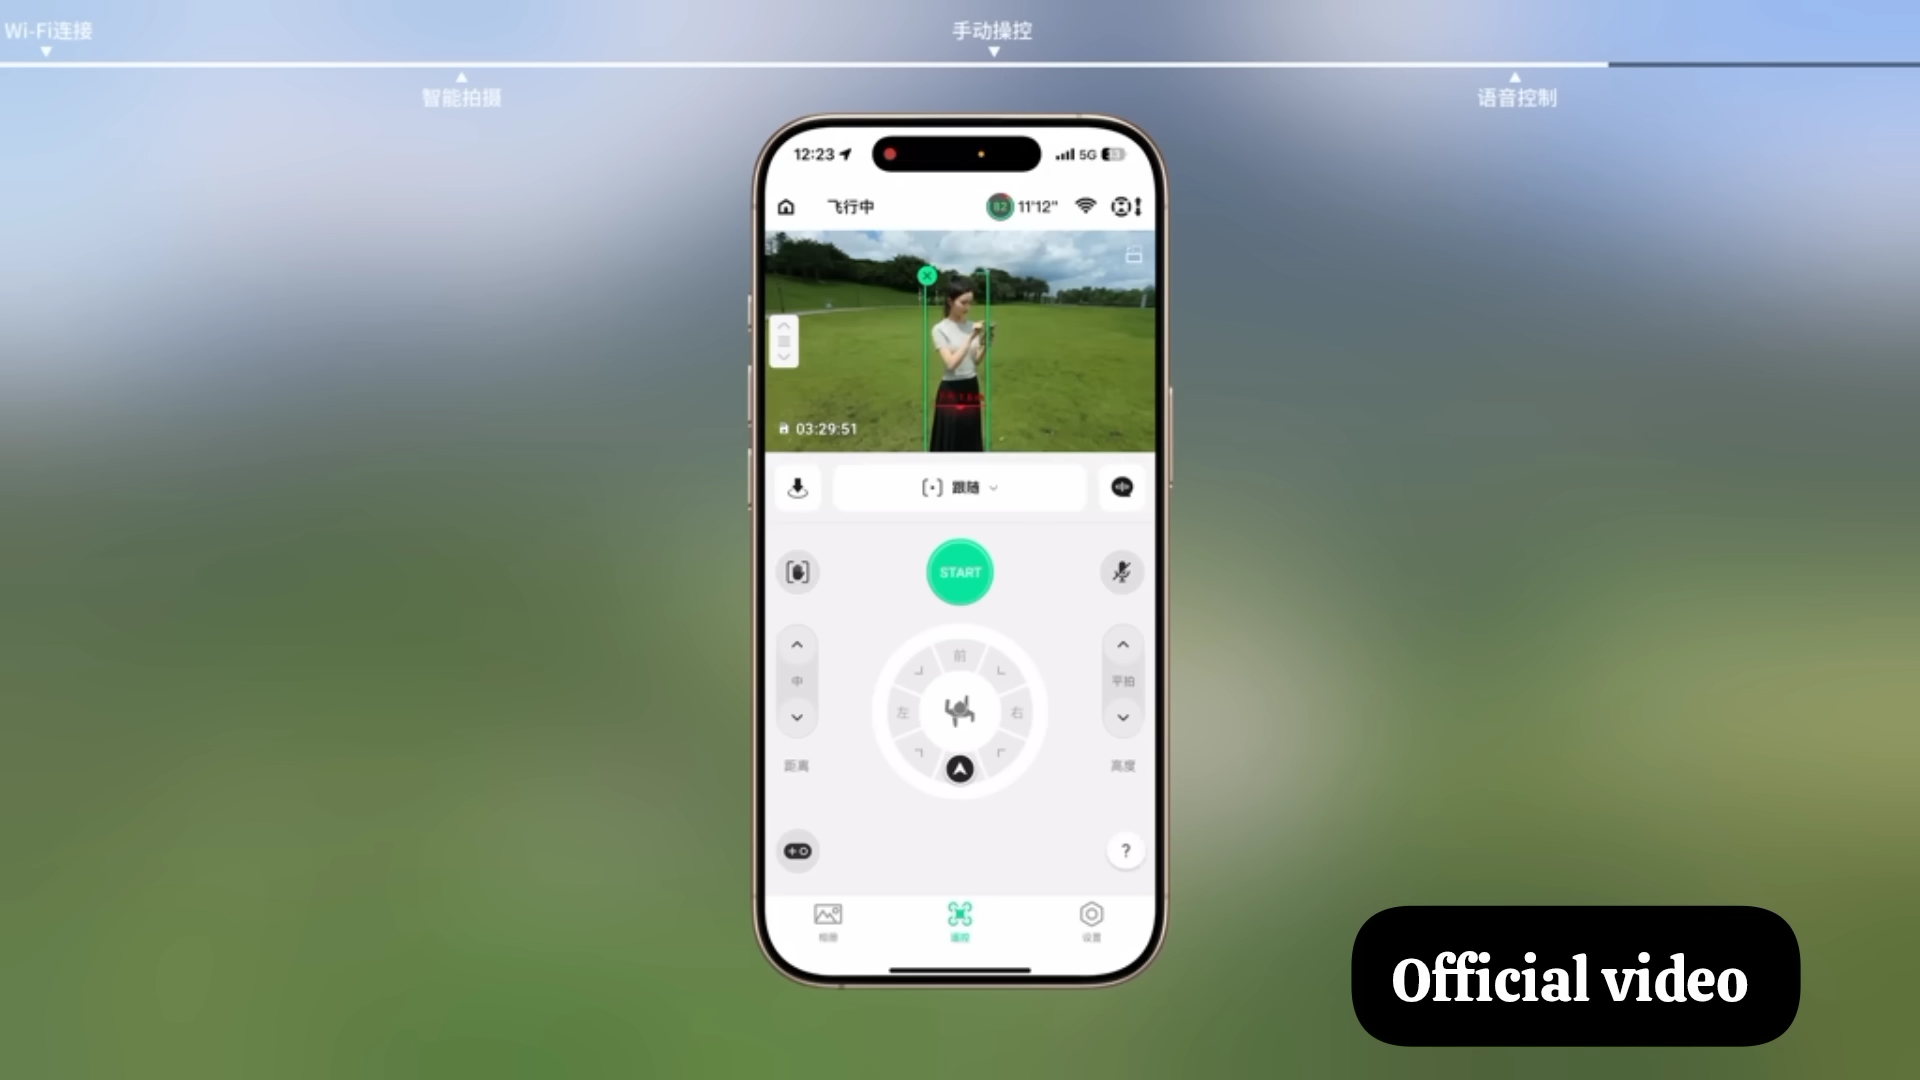 Wi-Fi连接
手动操控
智能拍摄
语音控制
12:23
5G
飞行中
82
11'12"
03:29:51
跟随
START
前
中
左
右
平拍
距离
高度
?
相册
遥控
设置
Official video